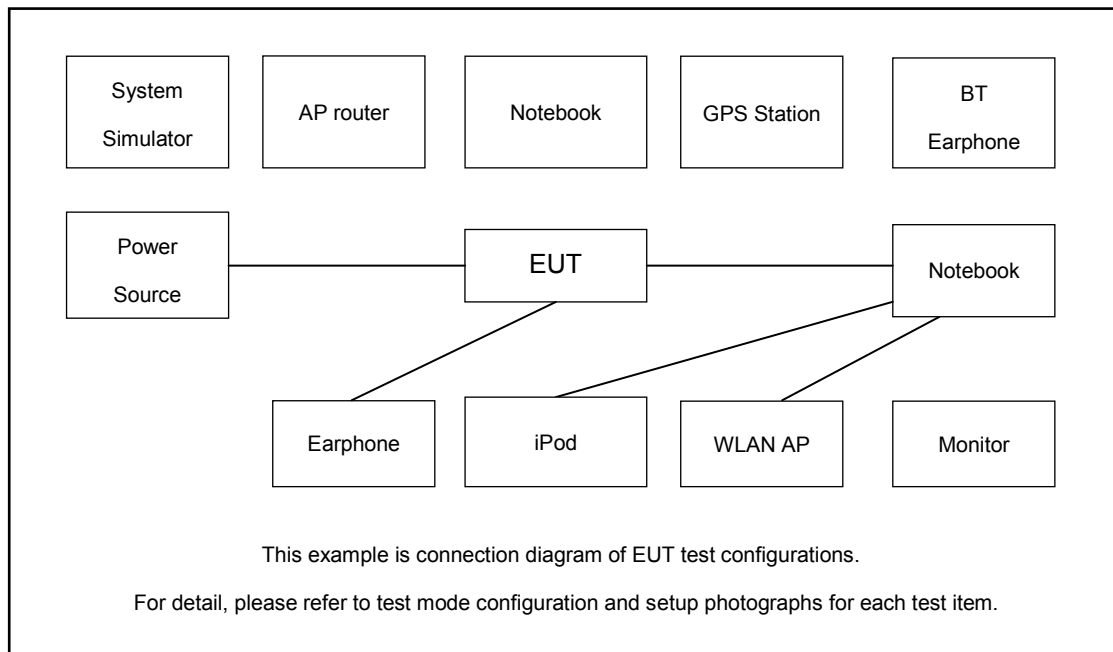 System
Simulator
AP router
Notebook
GPS Station
BT
Earphone
Power
Source
EUT
Notebook
Earphone
iPod
WLAN AP
Monitor
This example is connection diagram of EUT test configurations.
For detail, please refer to test mode configuration and setup photographs for each test item.